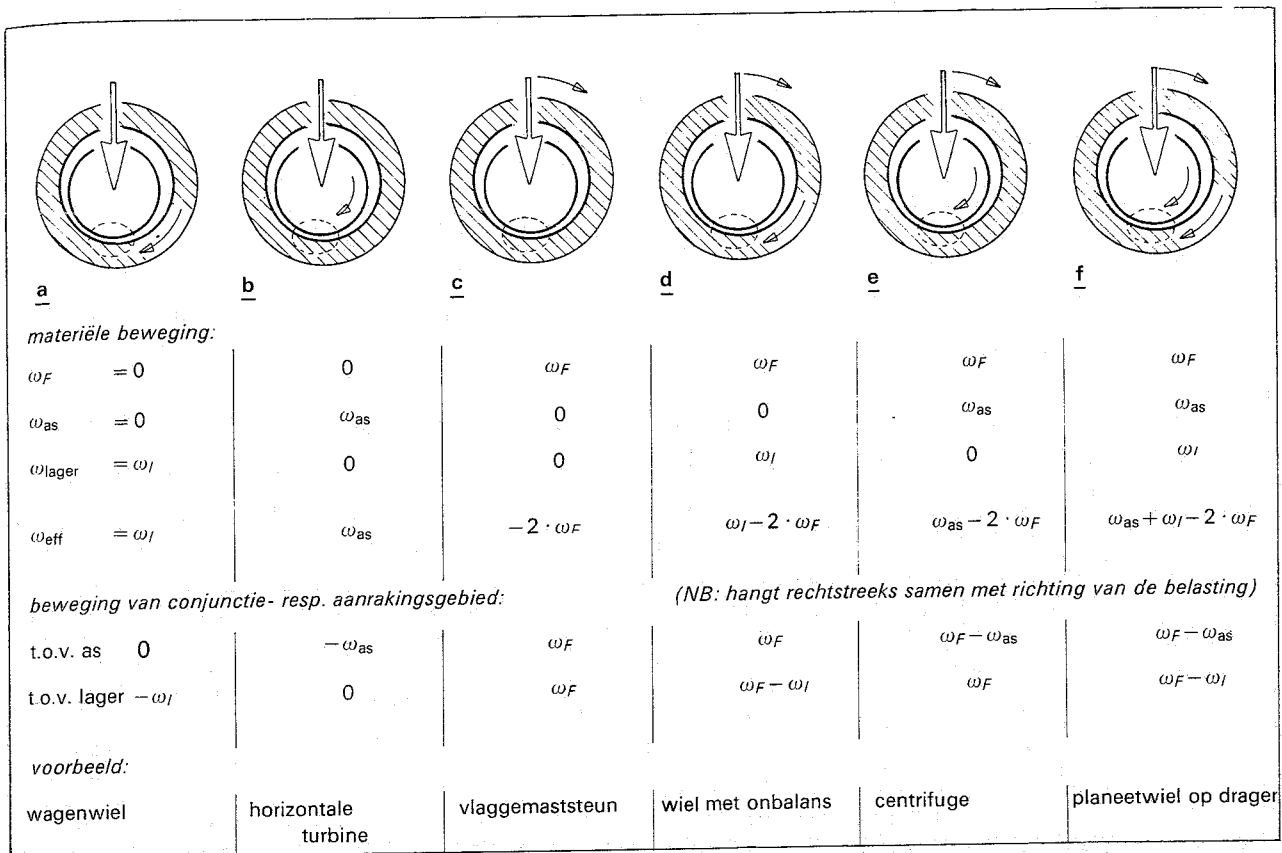 a b c d e f
materiële beweging:
ωF = 0 0 ωF ωF ωF ωF
ωas = 0 ωas 0 0 ωas ωas
ωlager = ωl 0 0 ωl 0 ωl
ωeff = ωl ωas −2 · ωF ωl − 2 · ωF ωas − 2 · ωF ωas + ωl − 2 · ωF
beweging van conjunctie- resp. aanrakingsgebied: (NB: hangt rechtstreeks samen met richting van de belasting)
t.o.v. as 0 −ωas ωF ωF ωF − ωas ωF − ωas
t.o.v. lager −ωl 0 ωF ωF − ωl ωF ωF − ωl
voorbeeld:
wagenwiel horizontale vlaggemaststeun wiel met onbalans centrifuge planeetwiel op drager
turbine